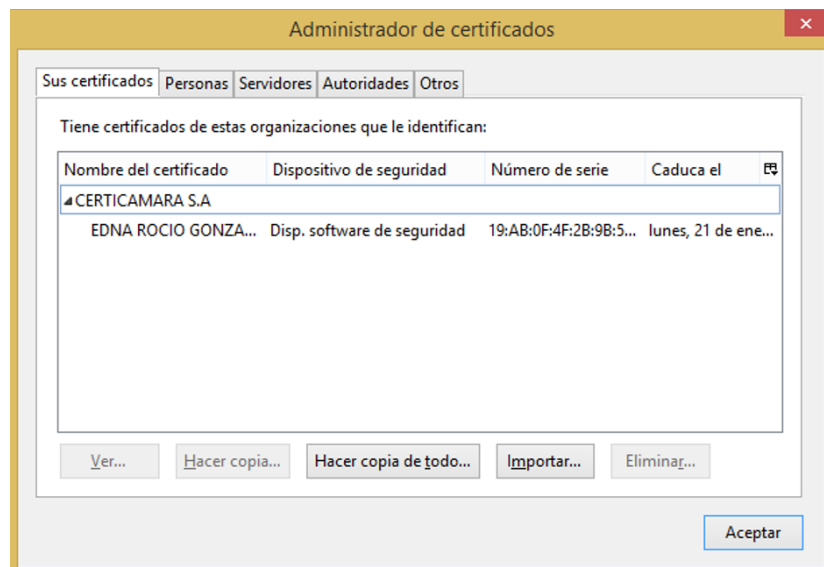 Administrador de certificados
Sus certificados Personas Servidores Autoridades Otros
Tiene certificados de estas organizaciones que le identifican:
Nombre del certificado Dispositivo de seguridad Número de serie Caduca el
CERTICAMARA S.A
EDNA ROCIO GONZA... Disp. software de seguridad 19:AB:0F:4F:2B:9B:5... lunes, 21 de ene...
Ver... Hacer copia... Hacer copia de todo... Importar... Eliminar...
Aceptar